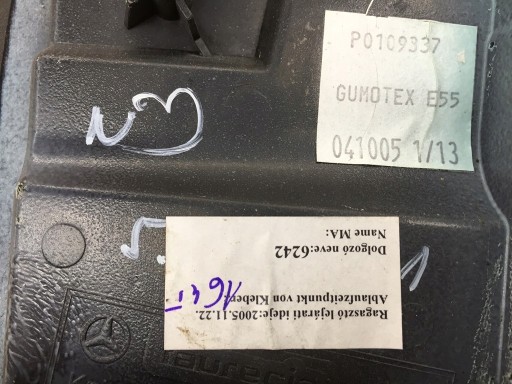 P0109337
GUMOTEX E55
041005 1/13
Ragasztó lejárati ideje:2005.11.22.
Ablaufzeitpunkt von Kleber:
Dolgozó neve:6242
Name MA: